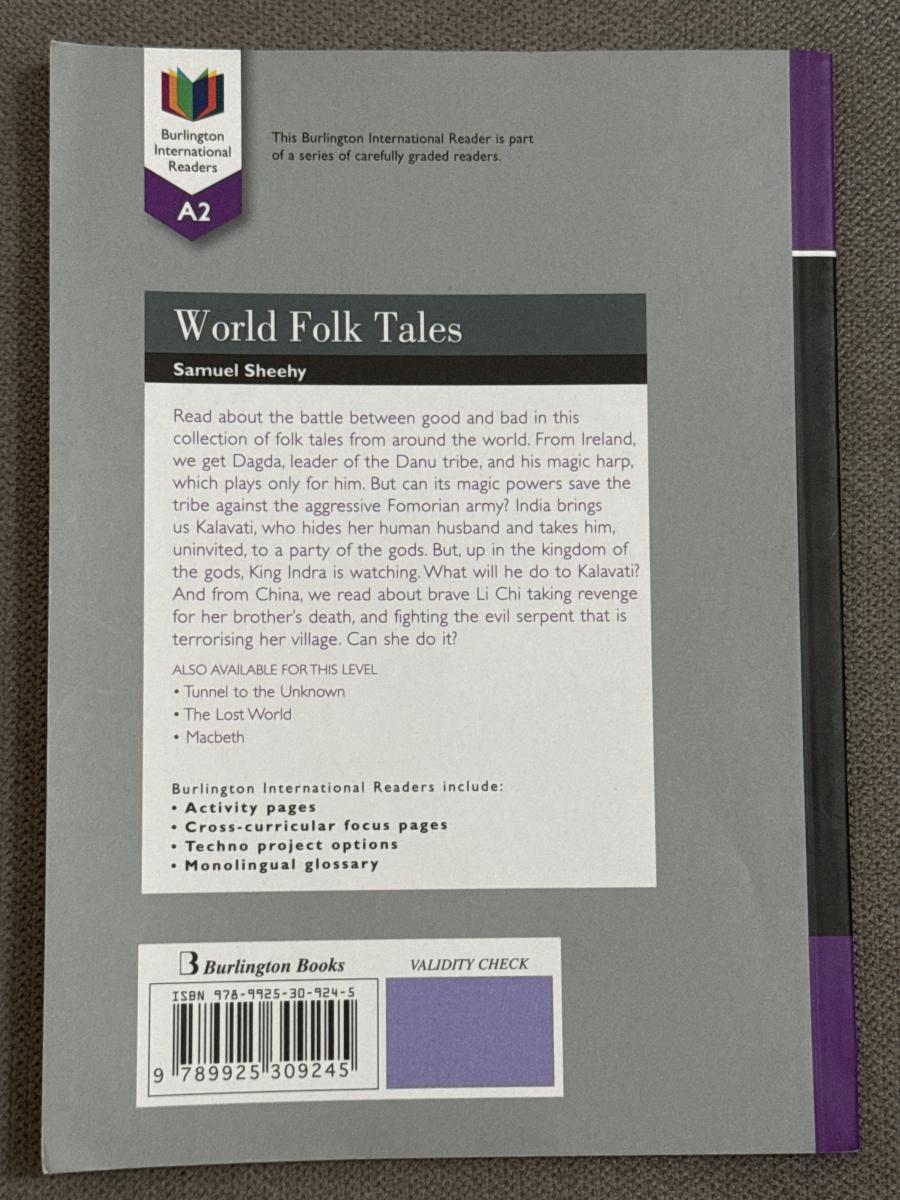 Burlington
International
Readers
A2
This Burlington International Reader is part
of a series of carefully graded readers.
World Folk Tales
Samuel Sheehy
Read about the battle between good and bad in this
collection of folk tales from around the world. From Ireland,
we get Dagda, leader of the Danu tribe, and his magic harp,
which plays only for him. But can its magic powers save the
tribe against the aggressive Fomorian army? India brings
us Kalavati, who hides her human husband and takes him,
uninvited, to a party of the gods. But, up in the kingdom of
the gods, King Indra is watching. What will he do to Kalavati?
And from China, we read about brave Li Chi taking revenge
for her brother's death, and fighting the evil serpent that is
terrorising her village. Can she do it?
ALSO AVAILABLE FOR THIS LEVEL
• Tunnel to the Unknown
• The Lost World
• Macbeth
Burlington International Readers include:
• Activity pages
• Cross-curricular focus pages
• Techno project options
• Monolingual glossary
B Burlington Books
VALIDITY CHECK
ISBN 978-9925-30-924-5
9 789925 309245